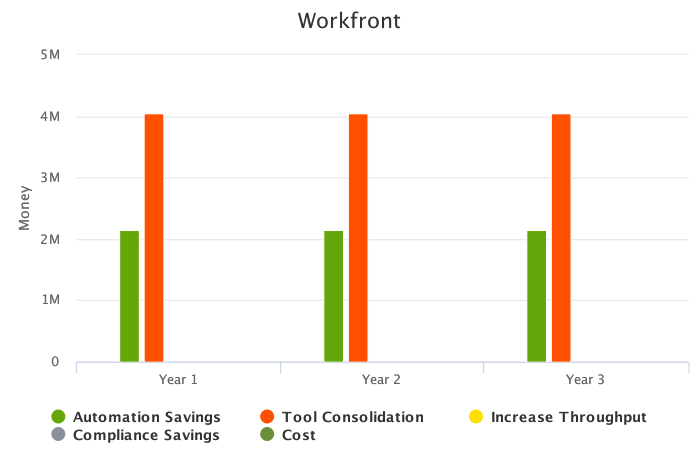 Workfront
5M
4M
3M
2M
1M
0
Money
Year 1
Year 2
Year 3
Automation Savings
Tool Consolidation
Increase Throughput
Compliance Savings
Cost